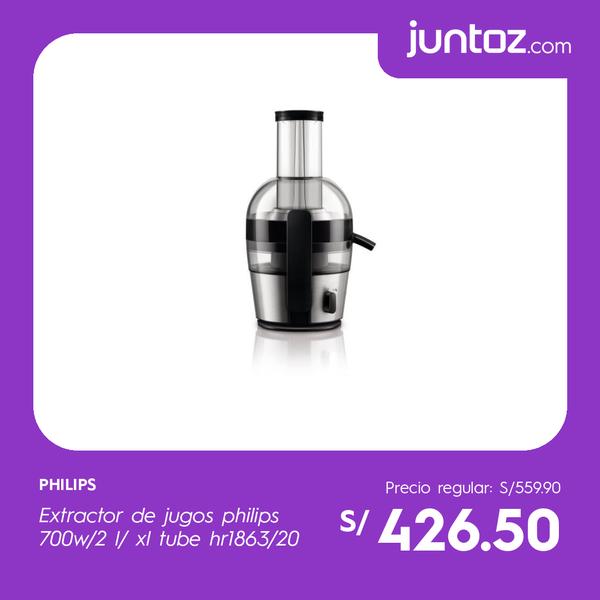 juntoz.com
PHILIPS
Extractor de jugos philips
700w/2 l/ xl tube hr1863/20
Precio regular: S/559.90
S/ 426.50